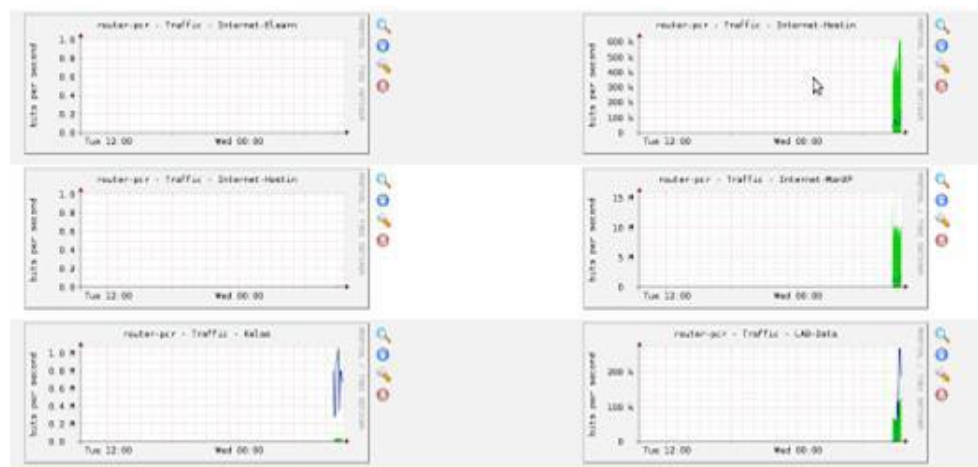 router-pcr - Traffic - Internet-Elearn
bits per second
1.0
0.8
0.6
0.4
0.2
0.0
Tue 12:00 Wed 00:00
router-pcr - Traffic - Internet-Hostin
bits per second
600 k
500 k
400 k
300 k
200 k
100 k
0
Tue 12:00 Wed 00:00
router-pcr - Traffic - Internet-Hostin
bits per second
1.0
0.8
0.6
0.4
0.2
0.0
Tue 12:00 Wed 00:00
router-pcr - Traffic -
bits per second
15 M
10 M
5 M
0
Tue 12:00 Wed 00:00
router-pcr - Traffic - Kelas
bits per second
1.0 M
0.8 M
0.6 M
0.4 M
0.2 M
0.0
Tue 12:00 Wed 00:00
router-pcr - Traffic - LAB-Data
bits per second
200 k
100 k
0
Tue 12:00 Wed 00:00